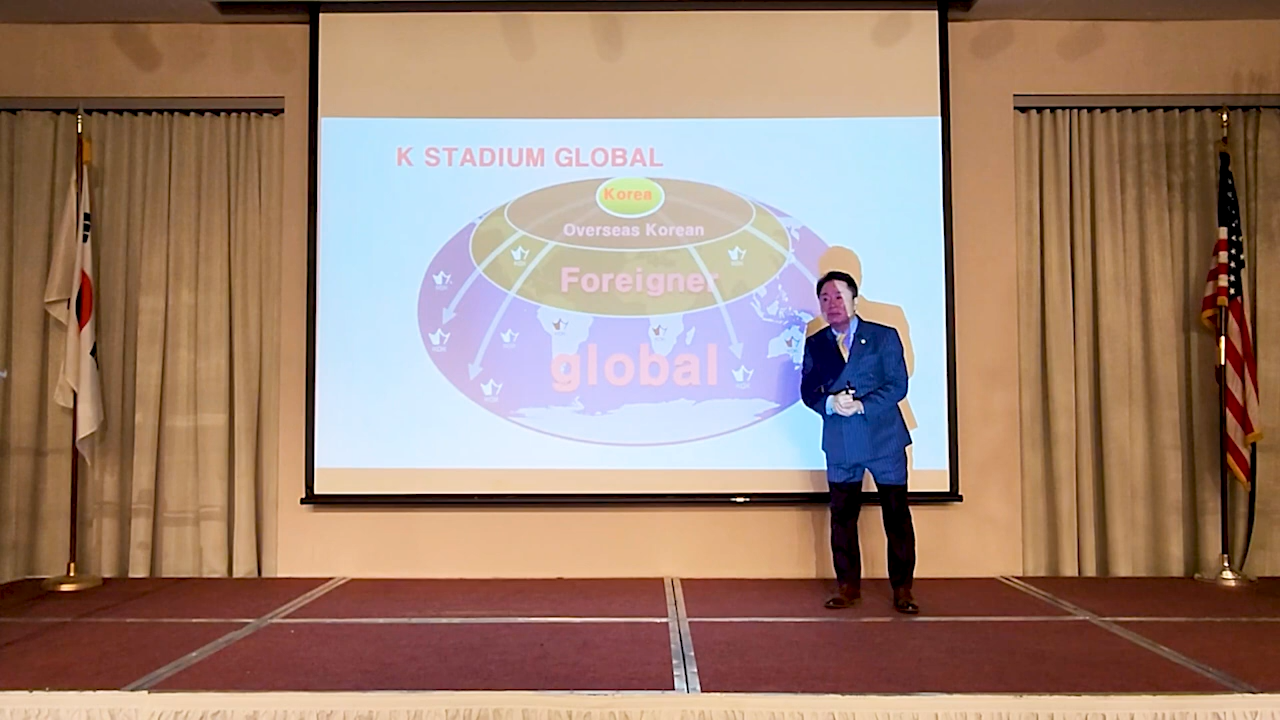 K STADIUM GLOBAL
Korea
Overseas Korean
Foreigner
global